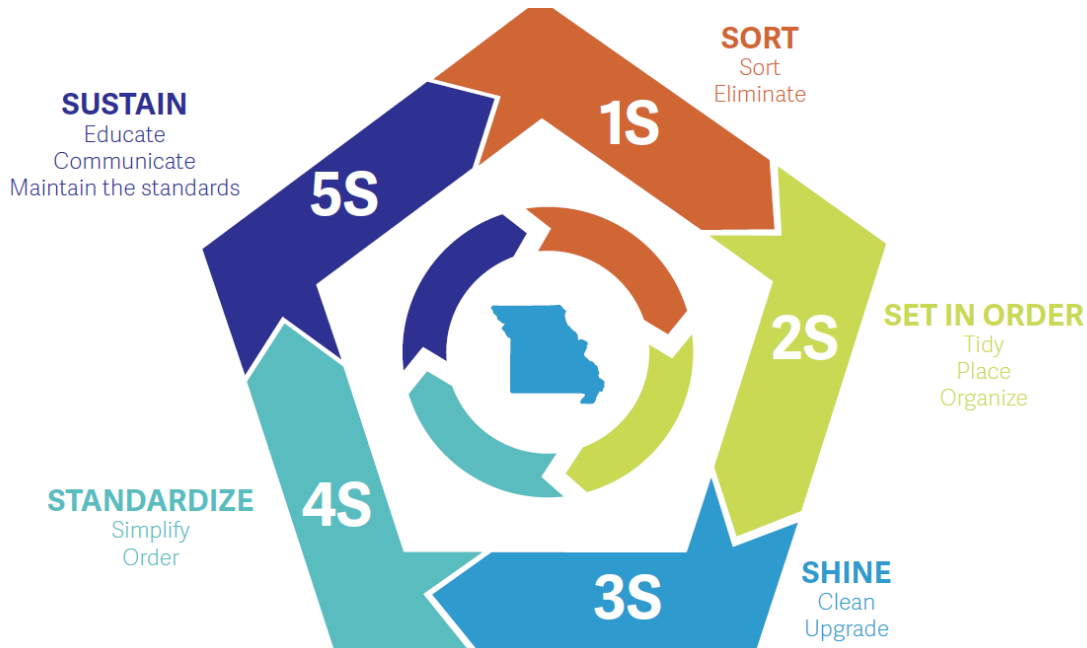 SORT
Sort
Eliminate
1S
SET IN ORDER
Tidy
Place
Organize
2S
SHINE
Clean
Upgrade
3S
STANDARDIZE
Simplify
Order
4S
SUSTAIN
Educate
Communicate
Maintain the standards
5S